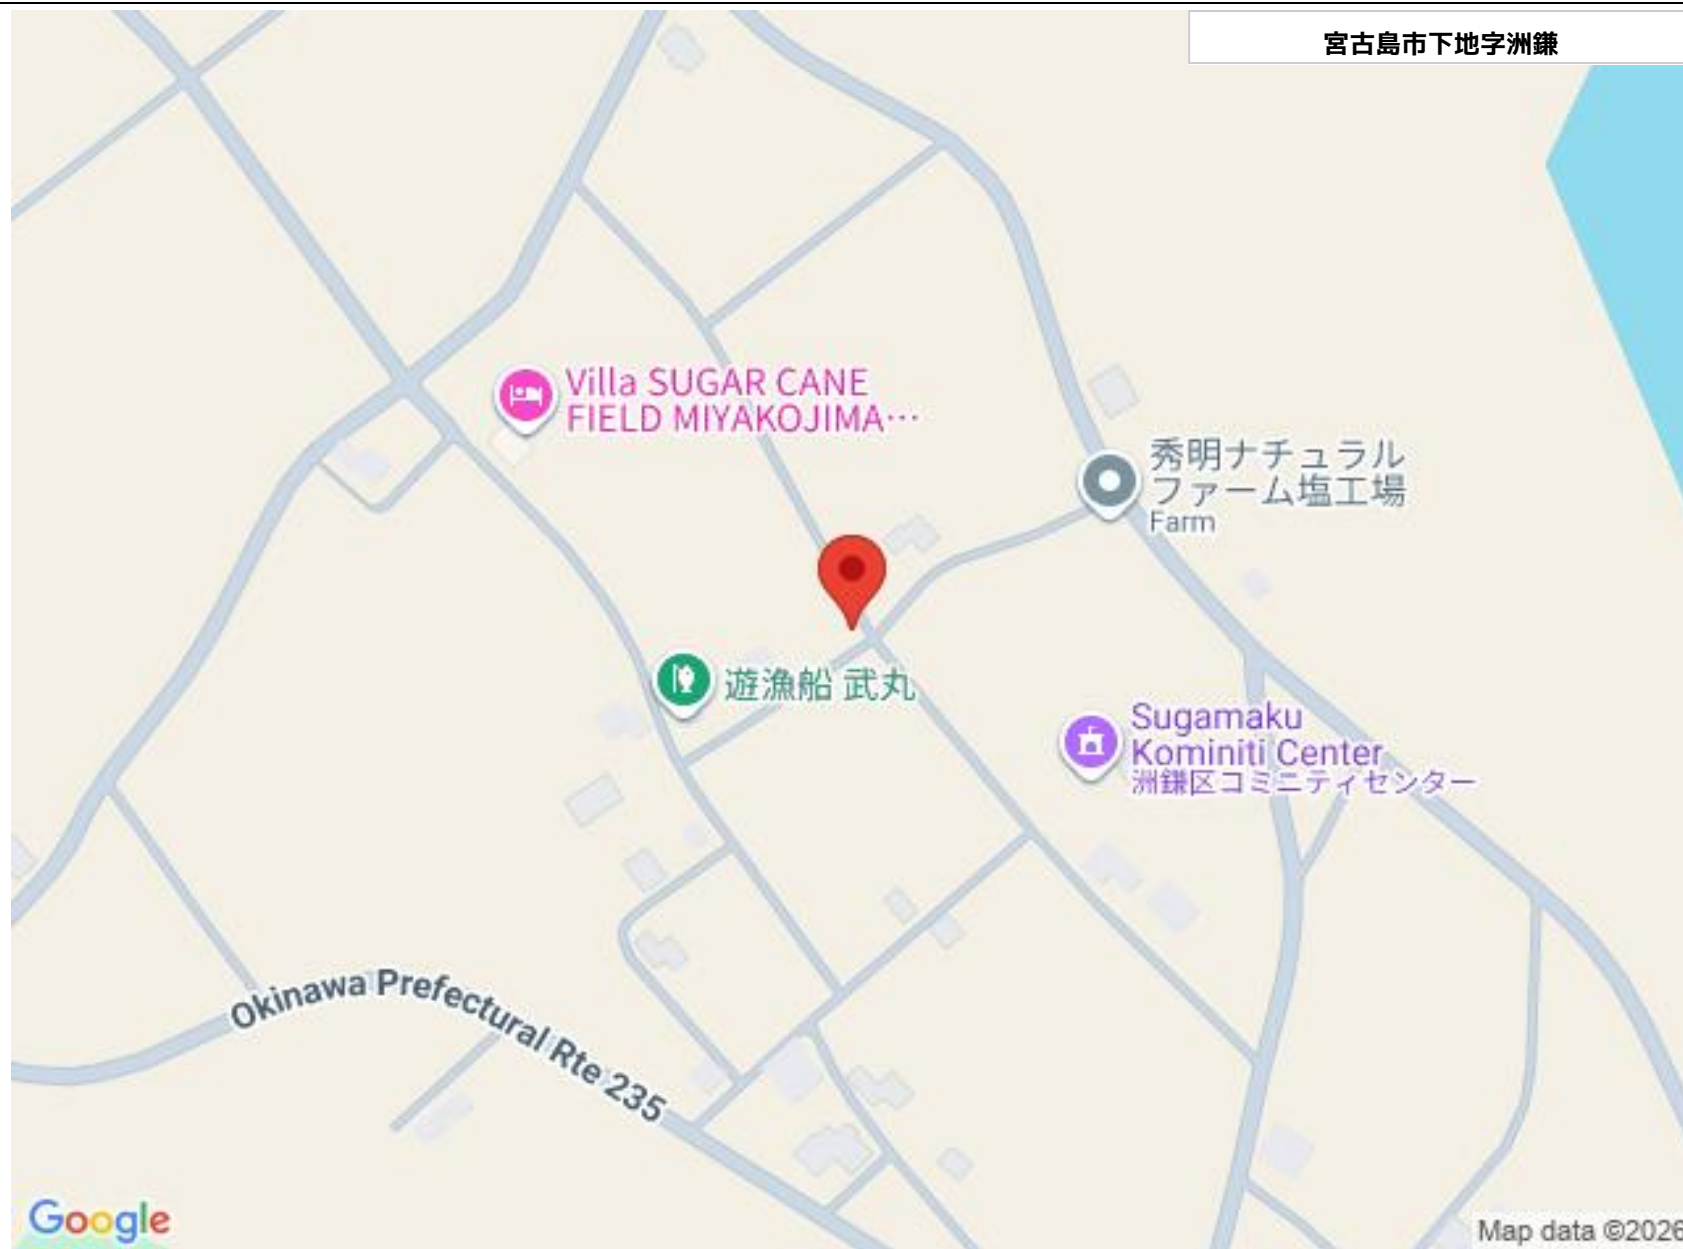 宮古島市下地字洲鎌
Villa SUGAR CANE
FIELD MIYAKOJIMA…
秀明ナチュラル
ファーム塩工場
Farm
遊漁船 武丸
Sugamaku
Kominiti Center
洲鎌区コミニティセンター
Okinawa Prefectural Rte 235
Google
Map data ©2026